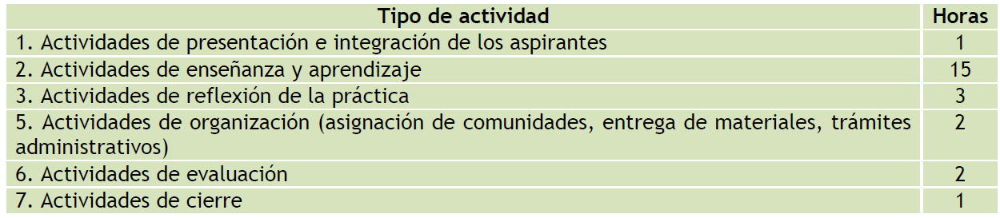 Tipo de actividad Horas
1. Actividades de presentación e integración de los aspirantes 1
2. Actividades de enseñanza y aprendizaje 15
3. Actividades de reflexión de la práctica 3
5. Actividades de organización (asignación de comunidades, entrega de materiales, trámites 2
administrativos)
6. Actividades de evaluación 2
7. Actividades de cierre 1